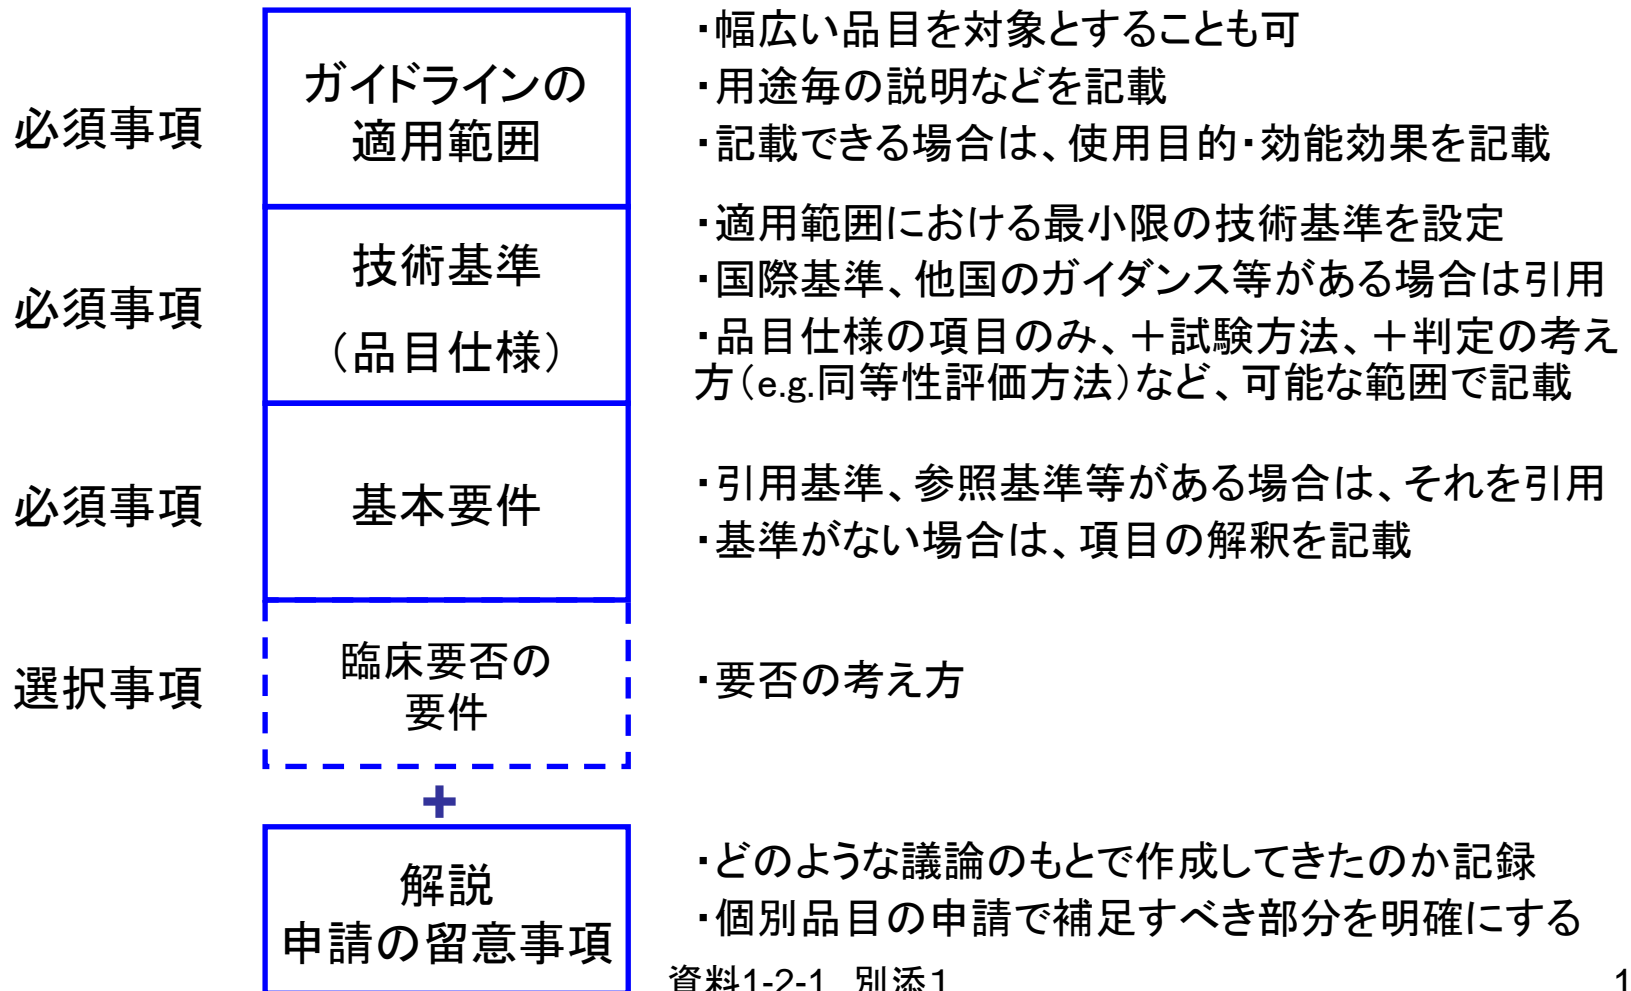 必須事項
ガイドラインの
適用範囲
・幅広い品目を対象とすることも可
・用途毎の説明などを記載
・記載できる場合は、使用目的・効能効果を記載
必須事項
技術基準
（品目仕様）
・適用範囲における最小限の技術基準を設定
・国際基準、他国のガイダンス等がある場合は引用
・品目仕様の項目のみ、＋試験方法、＋判定の考え
方（e.g.同等性評価方法）など、可能な範囲で記載
必須事項
基本要件
・引用基準、参照基準等がある場合は、それを引用
・基準がない場合は、項目の解釈を記載
選択事項
臨床要否の
要件
・要否の考え方
+
解説
申請の留意事項
・どのような議論のもとで作成してきたのか記録
・個別品目の申請で補足すべき部分を明確にする
資料1-2-1 別添1
1